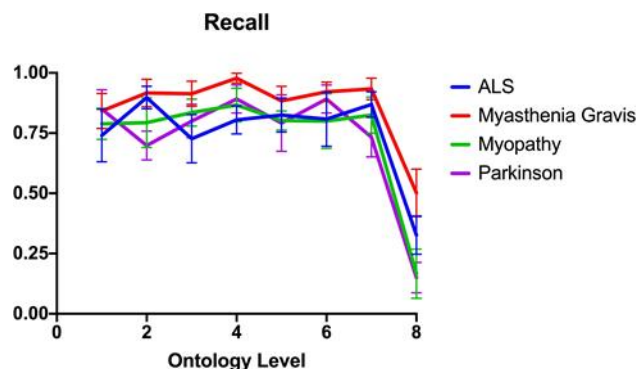 Recall
1.00
0.75
0.50
0.25
0.00
0 2 4 6 8
Ontology Level
ALS
Myasthenia Gravis
Myopathy
Parkinson